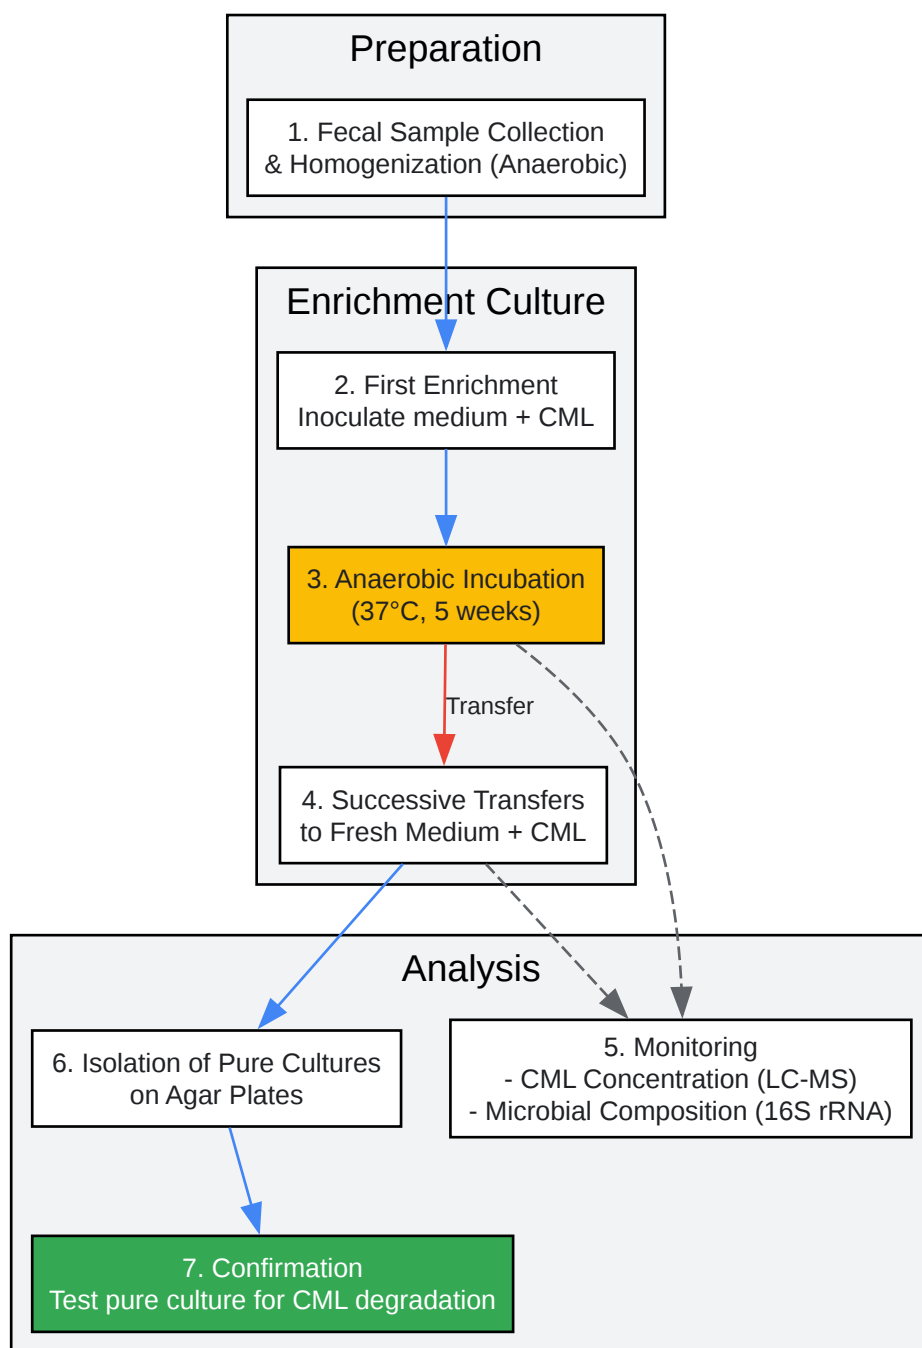 Preparation
1. Fecal Sample Collection
& Homogenization (Anaerobic)
Enrichment Culture
2. First Enrichment
Inoculate medium + CML
3. Anaerobic Incubation
(37°C, 5 weeks)
Transfer
4. Successive Transfers
to Fresh Medium + CML
Analysis
5. Monitoring
- CML Concentration (LC-MS)
- Microbial Composition (16S rRNA)
6. Isolation of Pure Cultures
on Agar Plates
7. Confirmation
Test pure culture for CML degradation